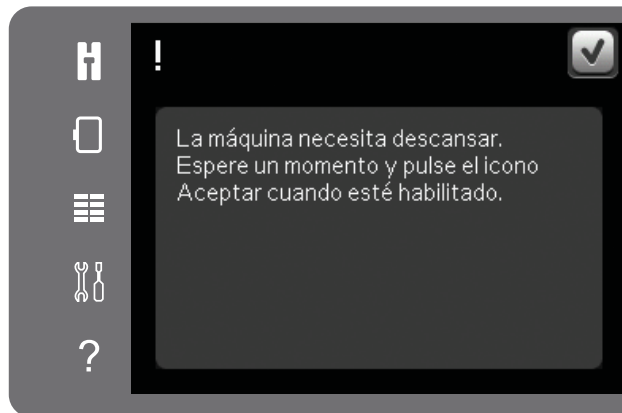 !
La máquina necesita descansar.
Espere un momento y pulse el icono
Aceptar cuando esté habilitado.
?